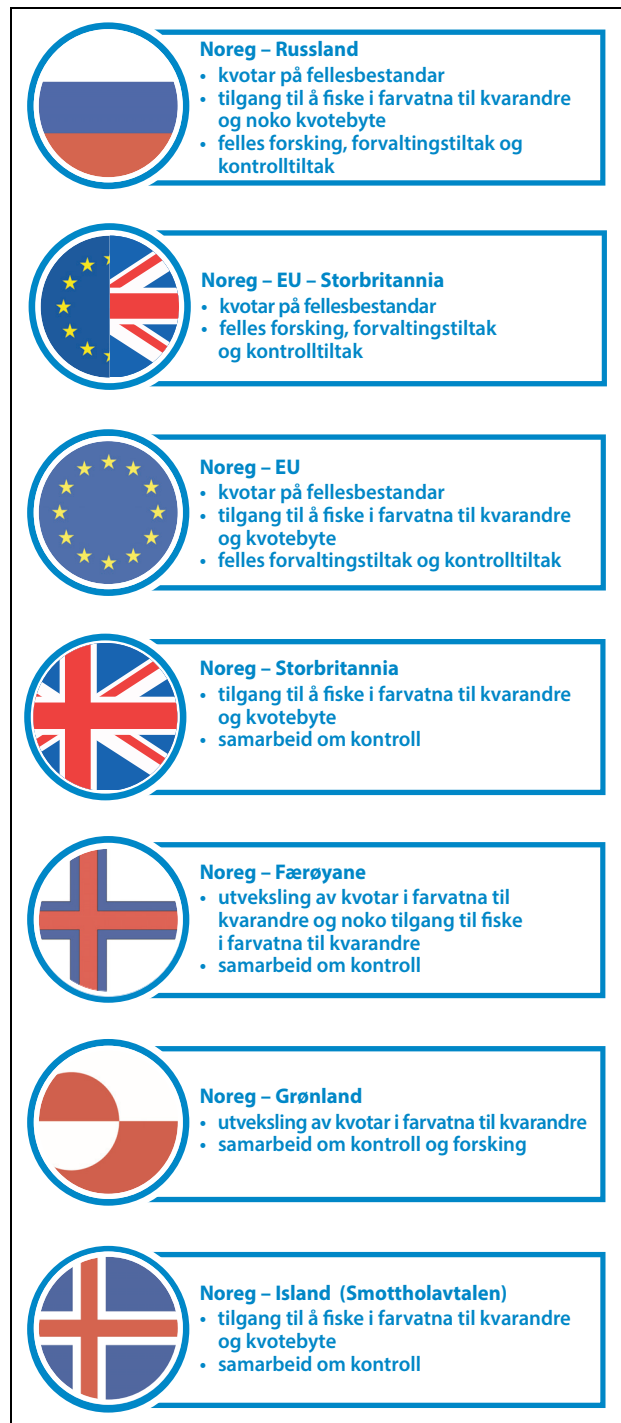 Noreg – Russland
• kvotar på fellesbestandar
• tilgang til å fiske i farvatna til kvarandre
og noko kvotebyte
• felles forsking, forvaltingstiltak og
kontrolltiltak
Noreg – EU – Storbritannia
• kvotar på fellesbestandar
• felles forsking, forvaltingstiltak
og kontrolltiltak
Noreg – EU
• kvotar på fellesbestandar
• tilgang til å fiske i farvatna til kvarandre
og kvotebyte
• felles forvaltingstiltak og kontrolltiltak
Noreg – Storbritannia
• tilgang til å fiske i farvatna til kvarandre
og kvotebyte
• samarbeid om kontroll
Noreg – Færøyane
• utveksling av kvotar i farvatna til
kvarandre og noko tilgang til fiske
i farvatna til kvarandre
• samarbeid om kontroll
Noreg – Grønland
• utveksling av kvotar i farvatna til kvarandre
• samarbeid om kontroll og forsking
Noreg – Island (Smottholavtalen)
• tilgang til å fiske i farvatna til kvarandre
og kvotebyte
• samarbeid om kontroll